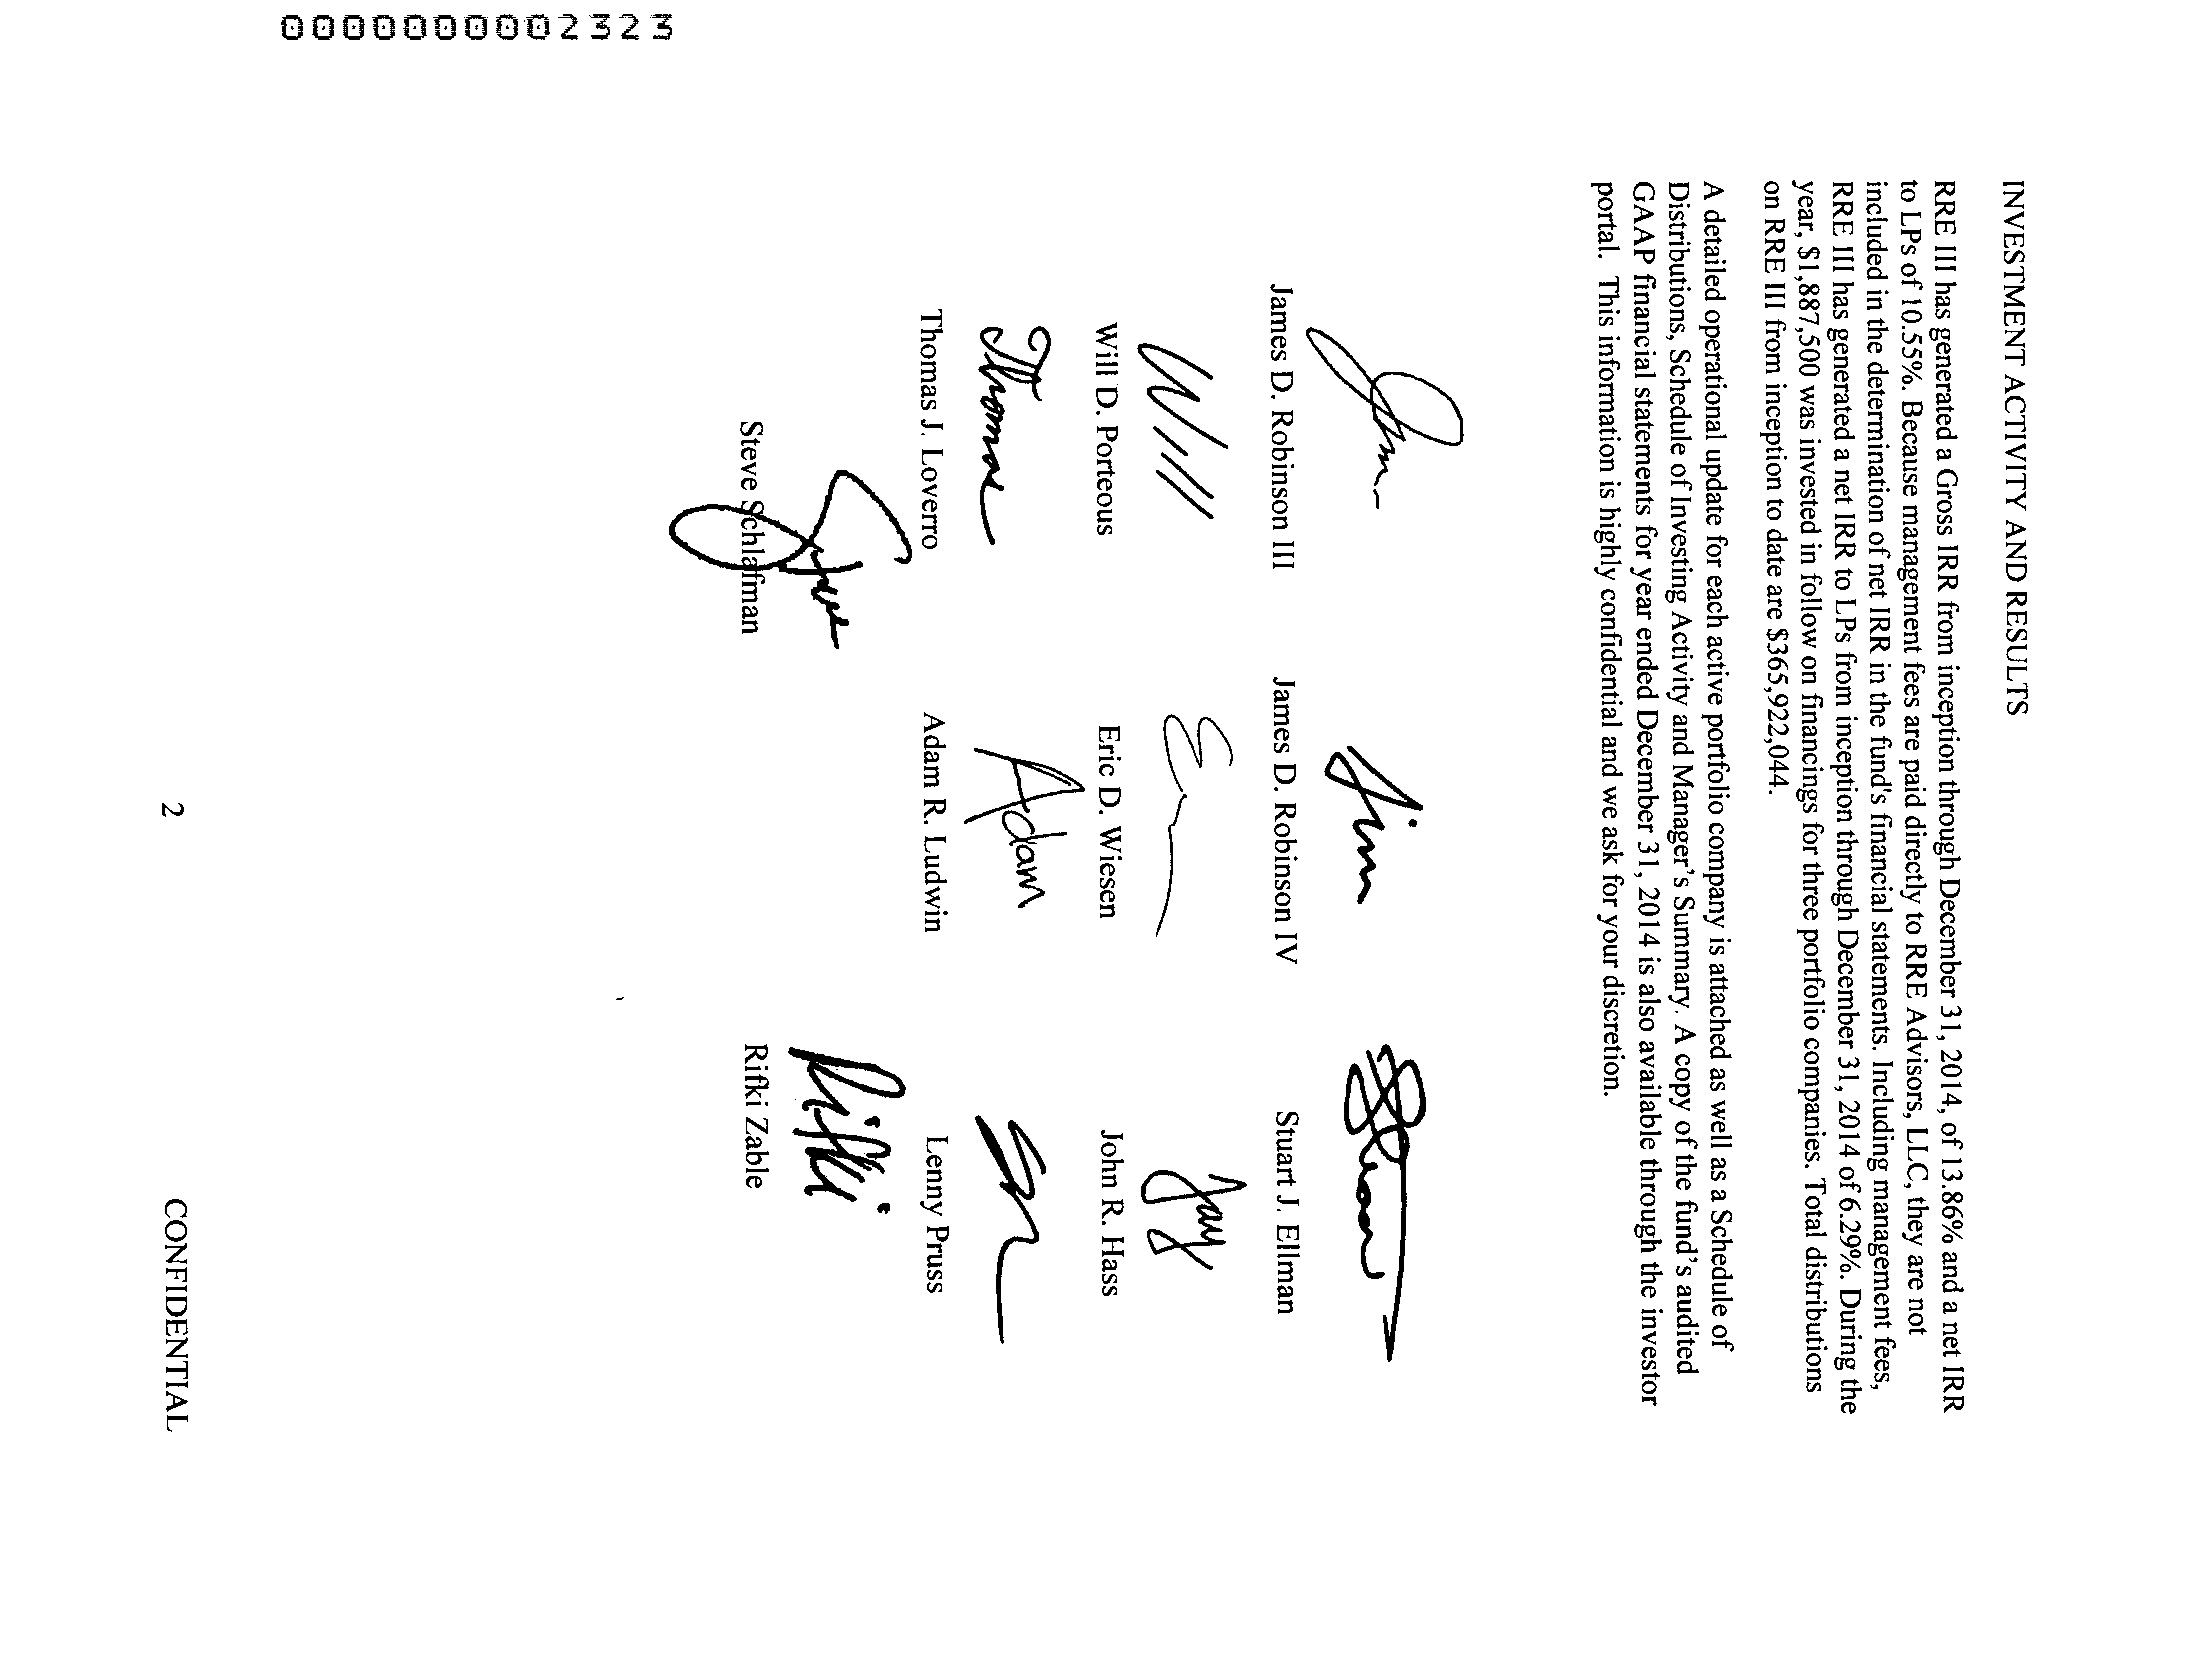 INVESTMENT ACTIVITY AND RESULTS
RRE III has generated a Gross IRR from inception through December 31, 2014, of 13.86% and a net IRR
to LPs of 10.55%. Because management fees are paid directly to RRE Advisors, LLC, they are not
included in the determination of net IRR in the fund's financial statements. Including management fees,
RRE III has generated a net IRR to LPs from inception through December 31, 2014 of 6.29%. During the
year, $1,887,500 was invested in follow on financings for three portfolio companies. Total distributions
on RRE III from inception to date are $365,922,044.
A detailed operational update for each active portfolio company is attached as well as a Schedule of
Distributions, Schedule of Investing Activity and Manager's Summary. A copy of the fund's audited
GAAP financial statements for year ended December 31, 2014 is also available through the investor
portal. This information is highly confidential and we ask for your discretion.
Jim
James D. Robinson III James D. Robinson IV Stuart J. Ellman
Will Jay
Will D. Porteous Eric D. Wiesen John R. Hass
Thomas Adam
Thomas J. Loverro Adam R. Ludwin Lenny Pruss
Steve Rifki
Steve Schlafman Rifki Zable
2
CONFIDENTIAL
0000000002323